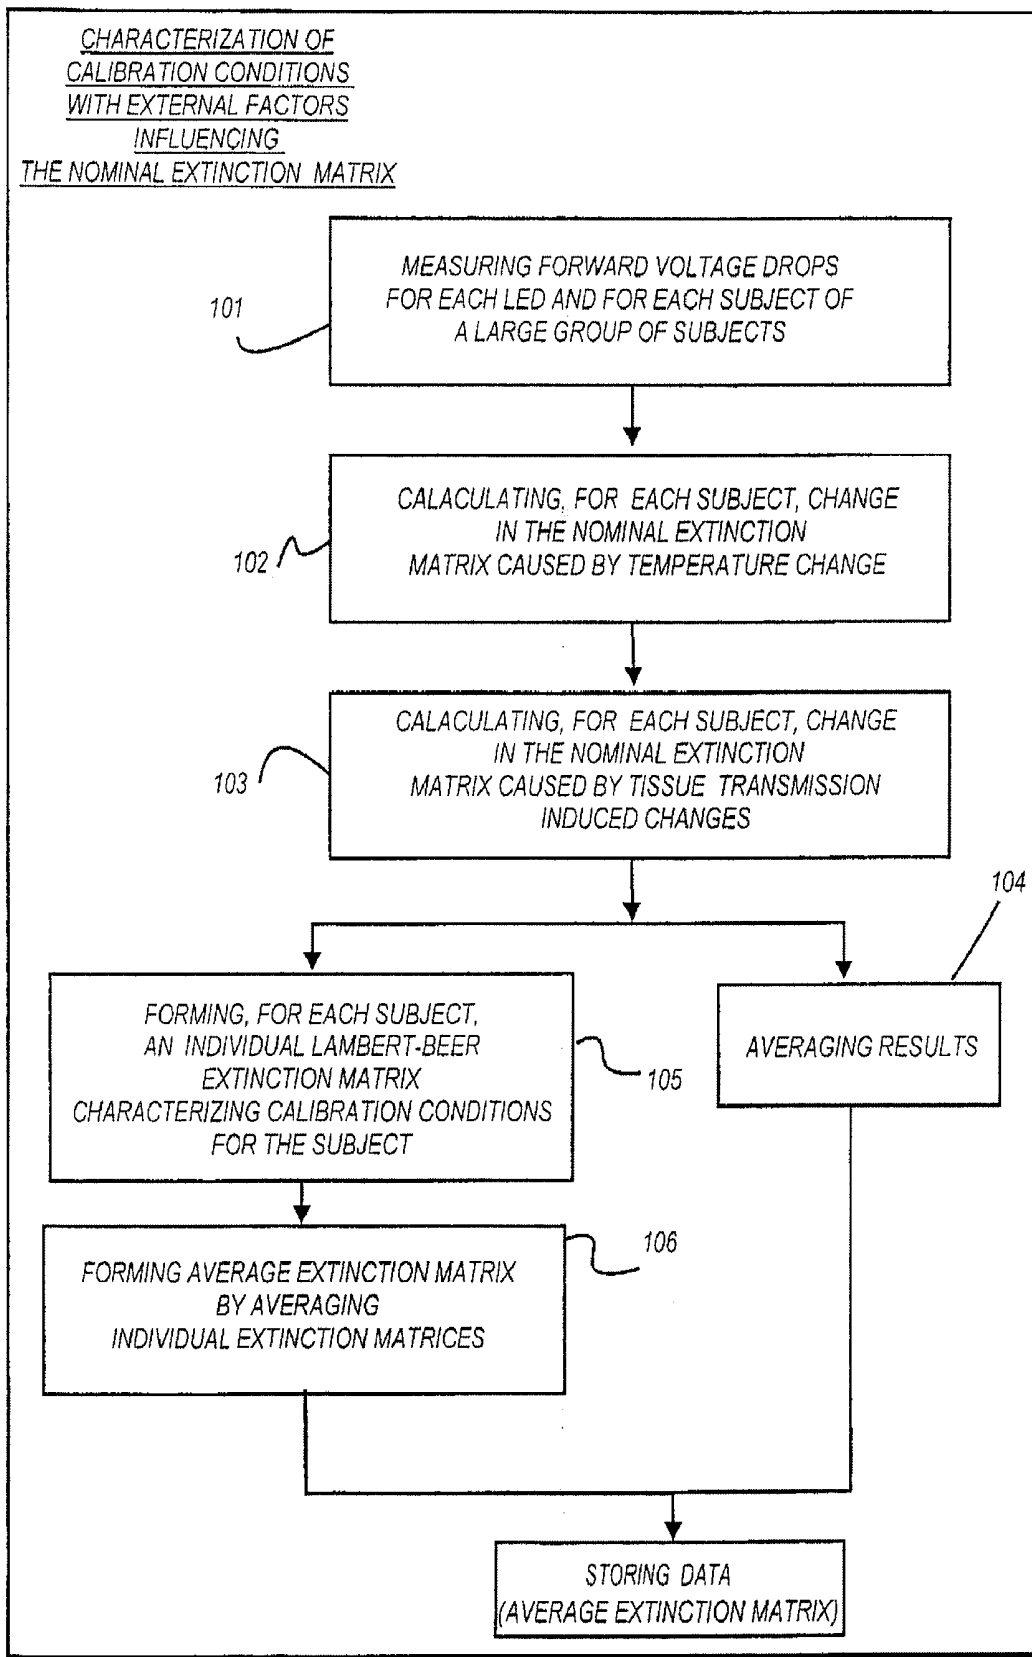 CHARACTERIZATION OF
CALIBRATION CONDITIONS
WITH EXTERNAL FACTORS
INFLUENCING
THE NOMINAL EXTINCTION MATRIX
MEASURING FORWARD VOLTAGE DROPS
FOR EACH LED AND FOR EACH SUBJECT OF
A LARGE GROUP OF SUBJECTS
101
CALACULATING, FOR EACH SUBJECT, CHANGE
IN THE NOMINAL EXTINCTION
MATRIX CAUSED BY TEMPERATURE CHANGE
102
CALACULATING, FOR EACH SUBJECT, CHANGE
IN THE NOMINAL EXTINCTION
MATRIX CAUSED BY TISSUE TRANSMISSION
INDUCED CHANGES
103
104
FORMING, FOR EACH SUBJECT,
AN INDIVIDUAL LAMBERT-BEER
EXTINCTION MATRIX
CHARACTERIZING CALIBRATION CONDITIONS
FOR THE SUBJECT
105
AVERAGING RESULTS
FORMING AVERAGE EXTINCTION MATRIX
BY AVERAGING
INDIVIDUAL EXTINCTION MATRICES
106
STORING DATA
(AVERAGE EXTINCTION MATRIX)